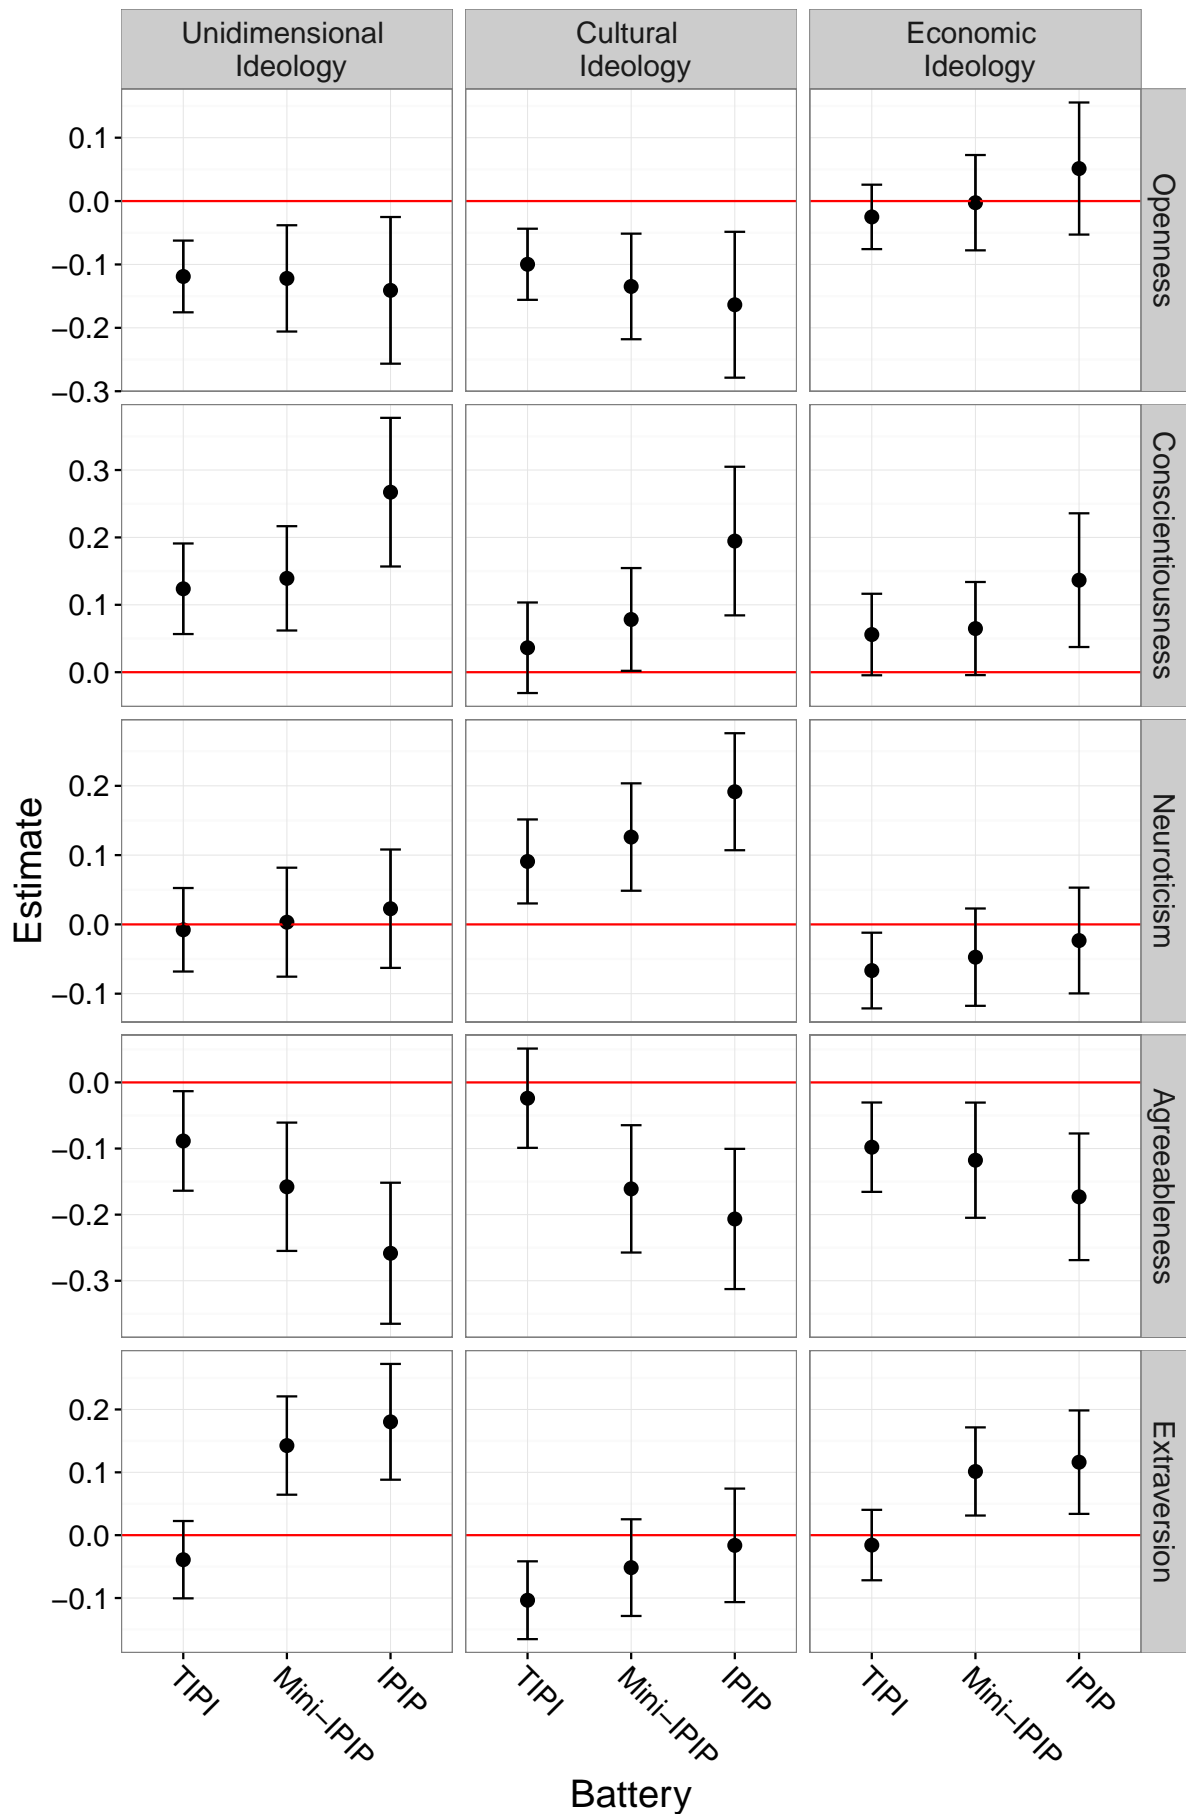 Unidimensional
Ideology
Cultural
Ideology
Economic
Ideology
0.1
0.0
−0.1
−0.2
−0.3
Openness
0.3
0.2
0.1
0.0
Conscientiousness
0.2
0.1
0.0
−0.1
Neuroticism
0.0
−0.1
−0.2
−0.3
Agreeableness
0.2
0.1
0.0
−0.1
Extraversion
Estimate
TIPI
Mini−IPIP
IPIP
TIPI
Mini−IPIP
IPIP
TIPI
Mini−IPIP
IPIP
Battery